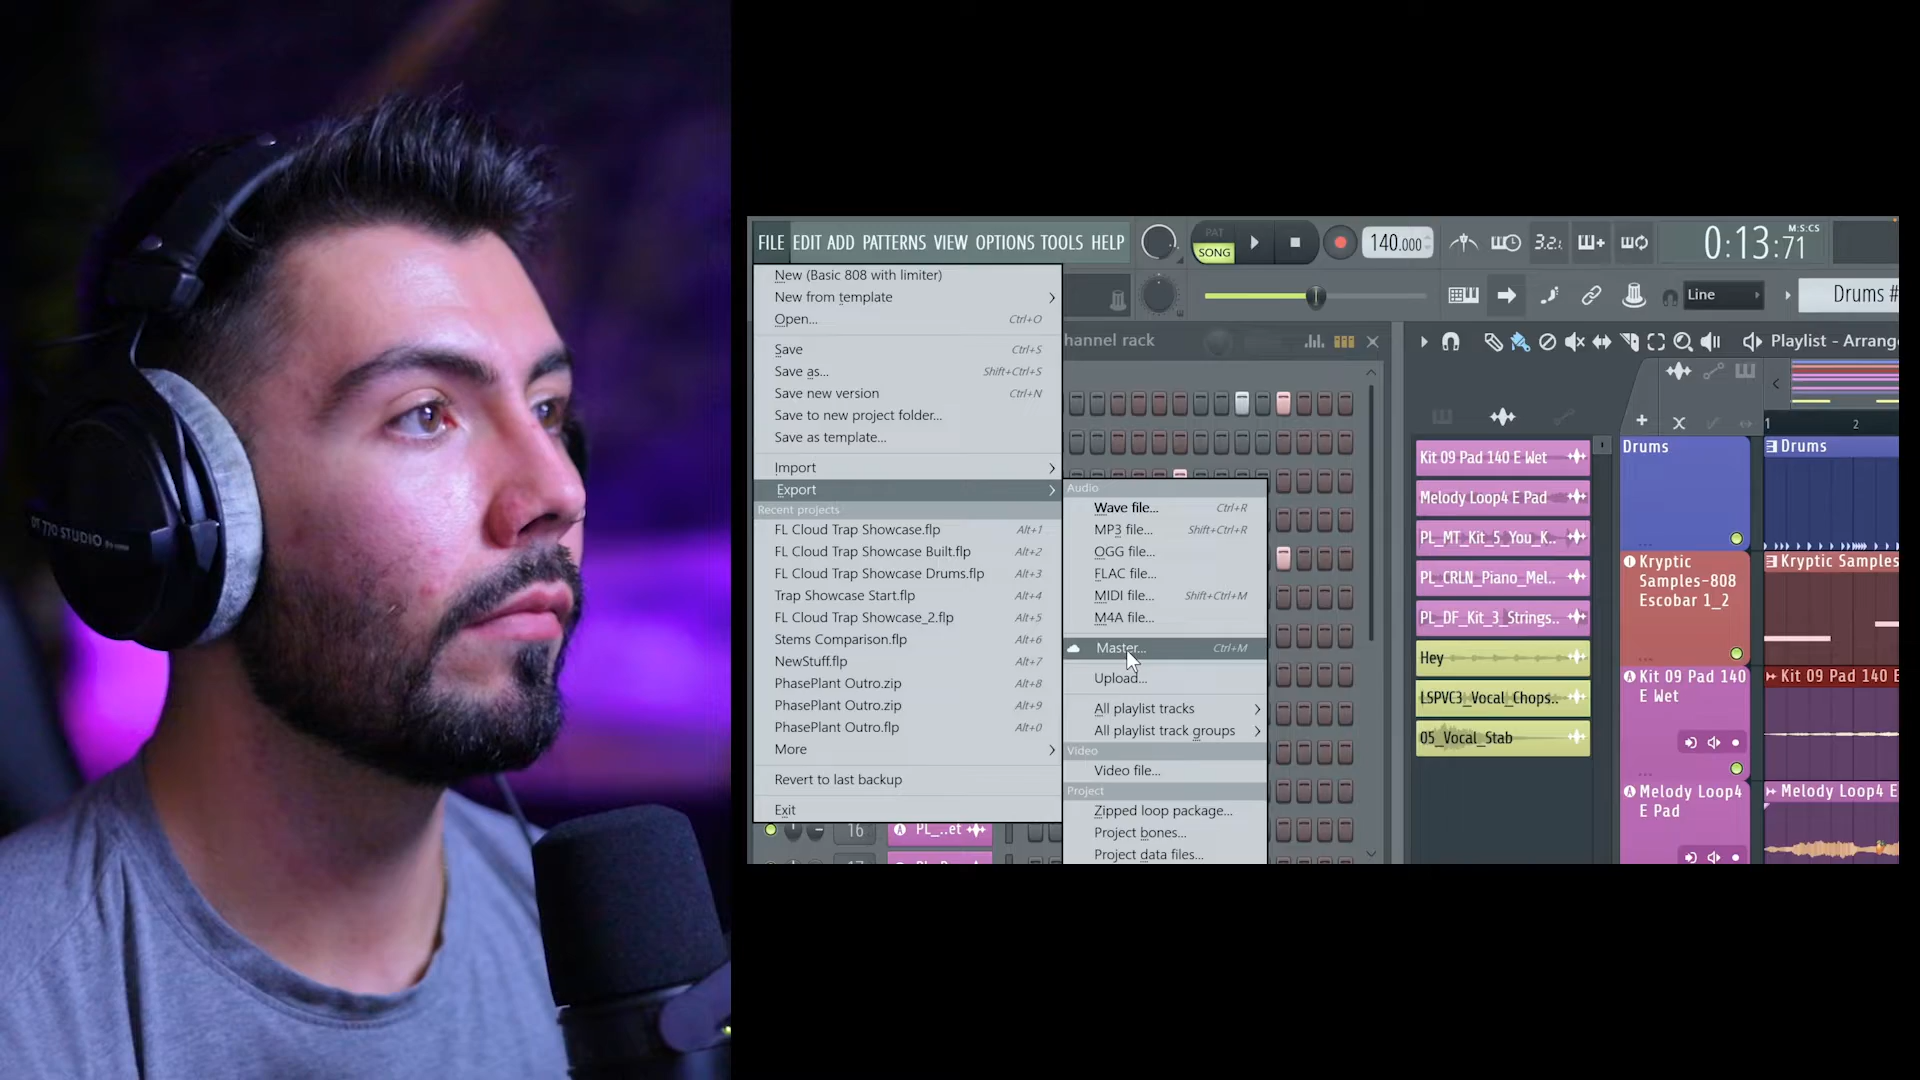 DT 770 STUDIO
FILE EDIT ADD PATTERNS VIEW OPTIONS TOOLS HELP
PAT
SONG
140.000
3.2.
M:S:CS
0:13:71
New (Basic 808 with limiter)
New from template
Open... Ctrl+O
Save Ctrl+S
Save as... Shift+Ctrl+S
Save new version Ctrl+N
Save to new project folder...
Save as template...
Import
Export
Recent projects
FL Cloud Trap Showcase.flp Alt+1
FL Cloud Trap Showcase Built.flp Alt+2
FL Cloud Trap Showcase Drums.flp Alt+3
Trap Showcase Start.flp Alt+4
FL Cloud Trap Showcase_2.flp Alt+5
Stems Comparison.flp Alt+6
NewStuff.flp Alt+7
PhasePlant Outro.zip Alt+8
PhasePlant Outro.zip Alt+9
PhasePlant Outro.flp Alt+0
More
Revert to last backup
Exit
Audio
Wave file... Ctrl+R
MP3 file... Shift+Ctrl+R
OGG file...
FLAC file...
MIDI file... Shift+Ctrl+M
M4A file...
Master... Ctrl+M
Upload...
All playlist tracks
All playlist track groups
Video
Video file...
Project
Zipped loop package...
Project bones...
Project data files...
16
PL_..et
hannel rack
Line
Drums #
Playlist - Arrang
1 2
Kit 09 Pad 140 E Wet
Melody Loop4 E Pad
PL_MT_Kit_5_You_K..
PL_CRLN_Piano_Mel..
PL_DF_Kit_3_Strings..
Hey
LSPVC3_Vocal_Chops..
05_Vocal_Stab
Drums
Kryptic
Samples-808
Escobar 1_2
Kit 09 Pad 140
E Wet
Melody Loop4
E Pad
Drums
Kryptic Samples
Kit 09 Pad 140 E
Melody Loop4 E